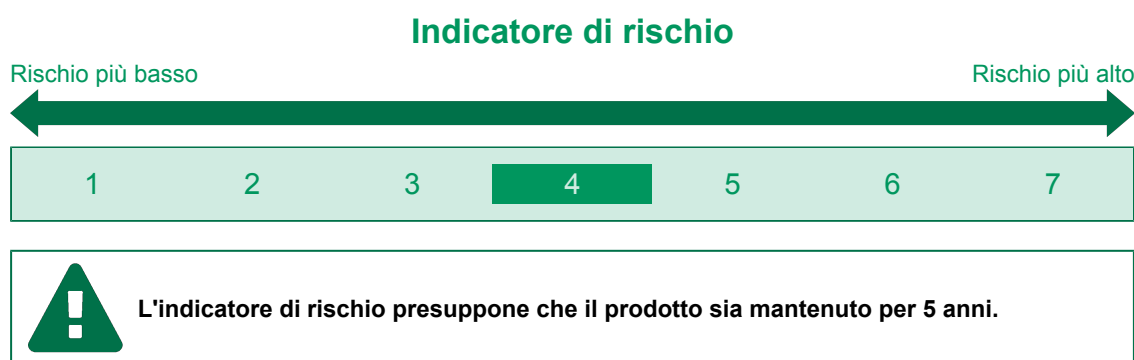 Indicatore di rischio
Rischio più basso Rischio più alto
1 2 3 4 5 6 7
L'indicatore di rischio presuppone che il prodotto sia mantenuto per 5 anni.